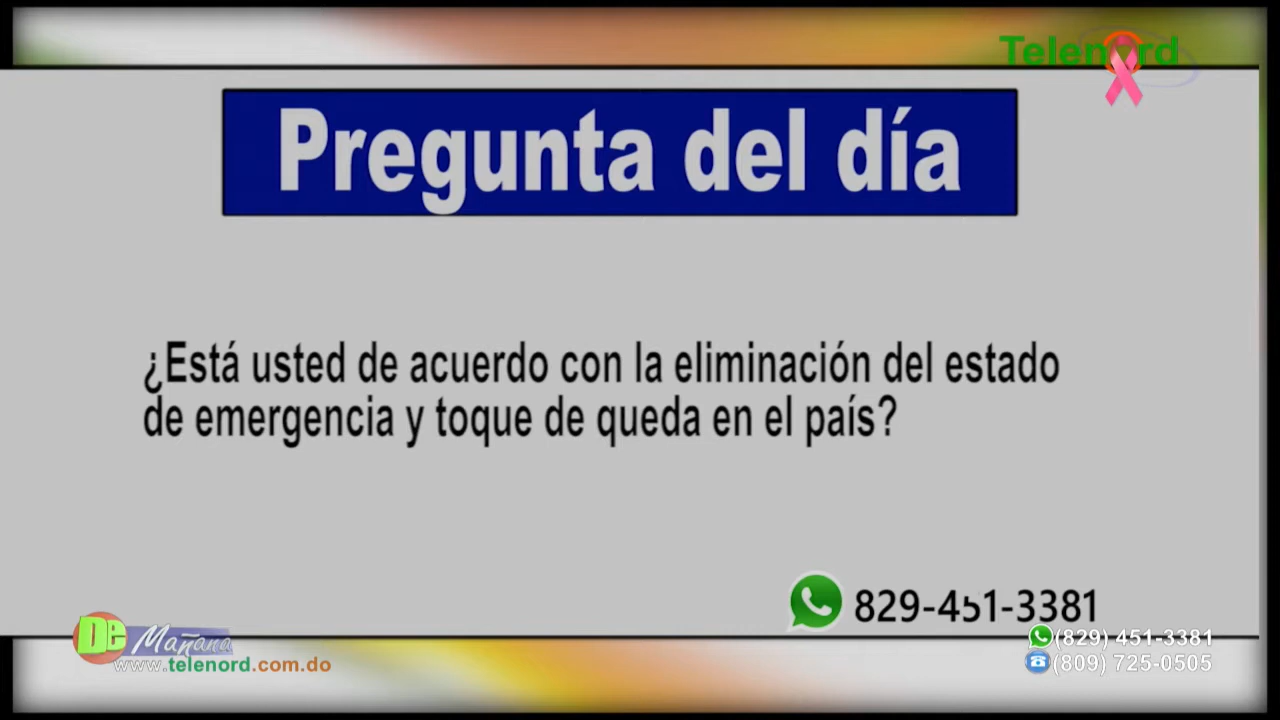 Telenord
Pregunta del día
¿Está usted de acuerdo con la eliminación del estado
de emergencia y toque de queda en el país?
829-451-3381
De Mañana
www.telenord.com.do
(829) 451-3381
(809) 725-0505